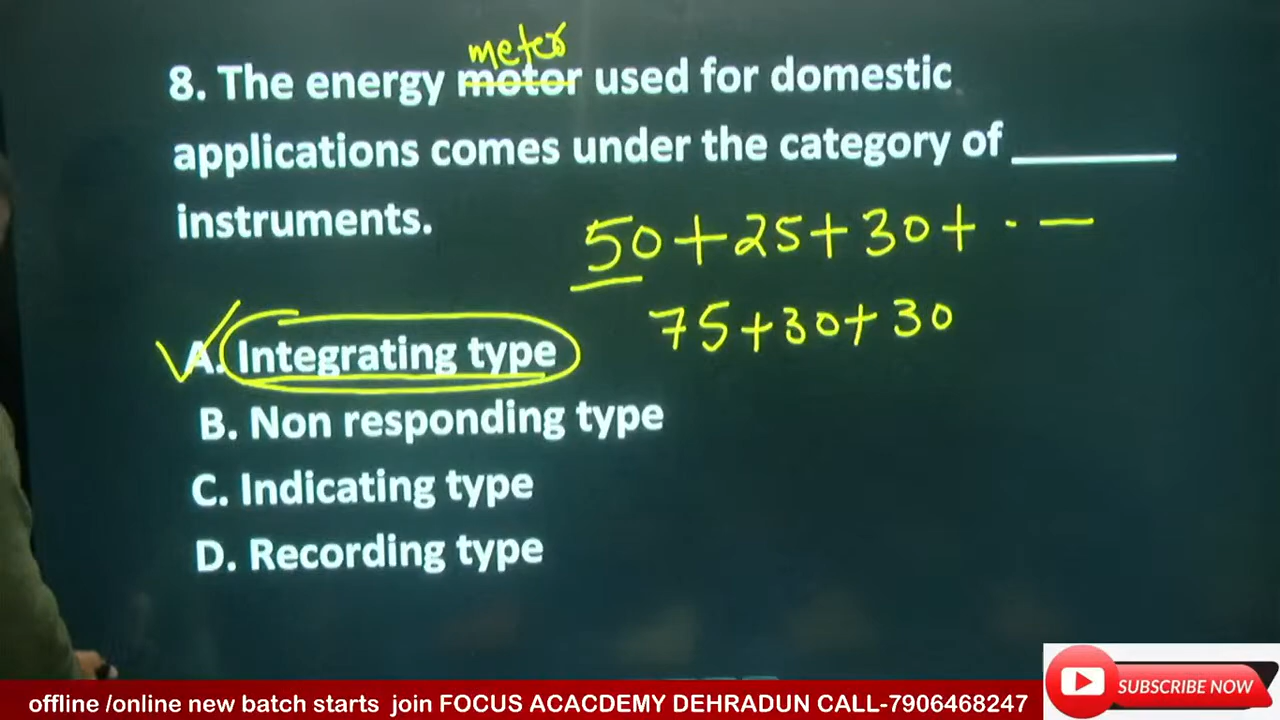 meter
8. The energy motor used for domestic
applications comes under the category of ________
instruments.
50+25+30+ · —
75+30+30
A. Integrating type
B. Non responding type
C. Indicating type
D. Recording type
offline /online new batch starts join FOCUS ACACDEMY DEHRADUN CALL-7906468247
SUBSCRIBE NOW